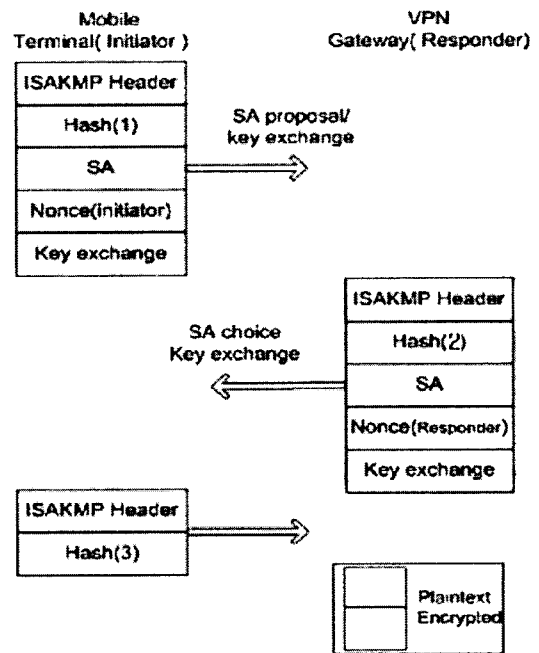 Mobile
Terminal( Initiator )
VPN
Gateway( Responder)
ISAKMP Header
Hash(1)
SA
Nonce(initiator)
Key exchange
SA proposal/
key exchange
ISAKMP Header
Hash(2)
SA
Nonce(Responder)
Key exchange
SA choice
Key exchange
ISAKMP Header
Hash(3)
Plaintext
Encrypted